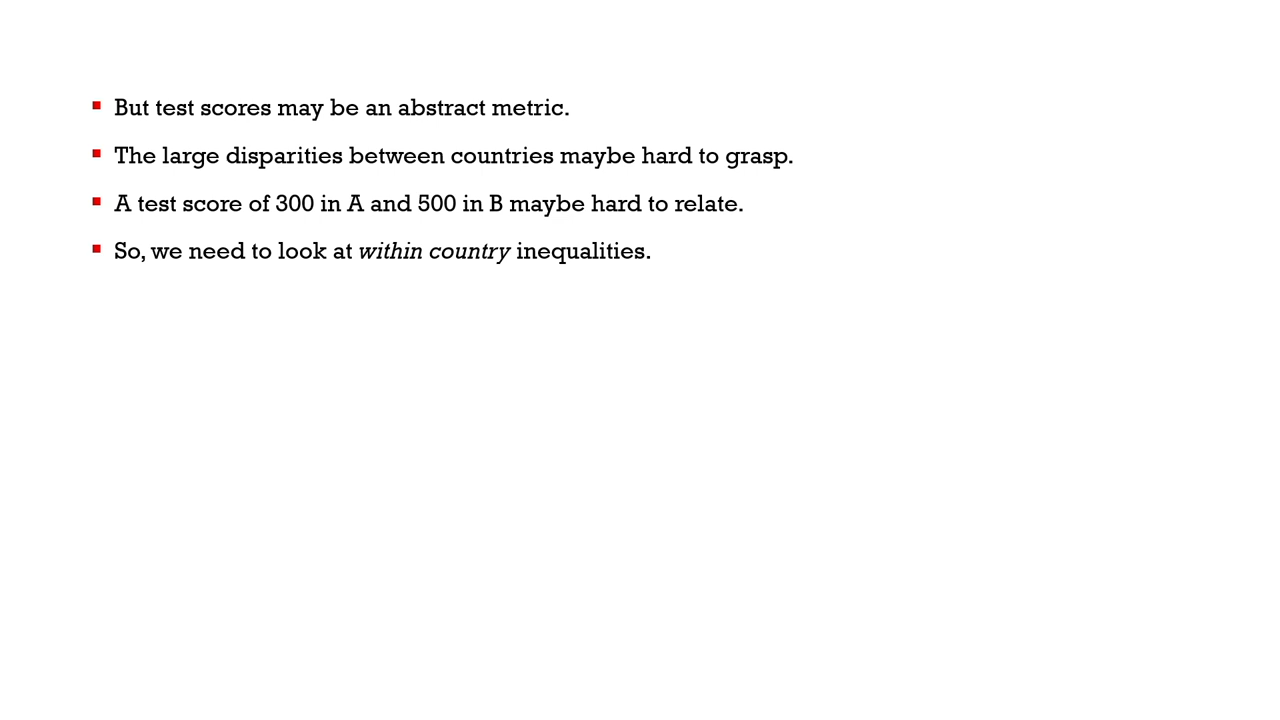 ▪ But test scores may be an abstract metric.
▪ The large disparities between countries maybe hard to grasp.
▪ A test score of 300 in A and 500 in B maybe hard to relate.
▪ So, we need to look at within country inequalities.